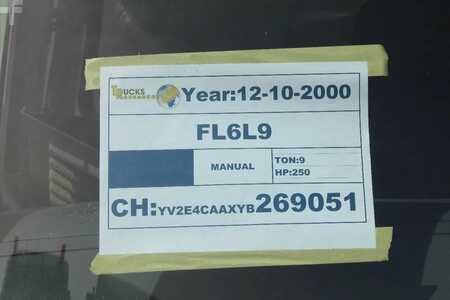 TRUCKS Year:12-10-2000
FL6L9
MANUAL
TON:9
HP:250
CH:YV2E4CAAXYB269051